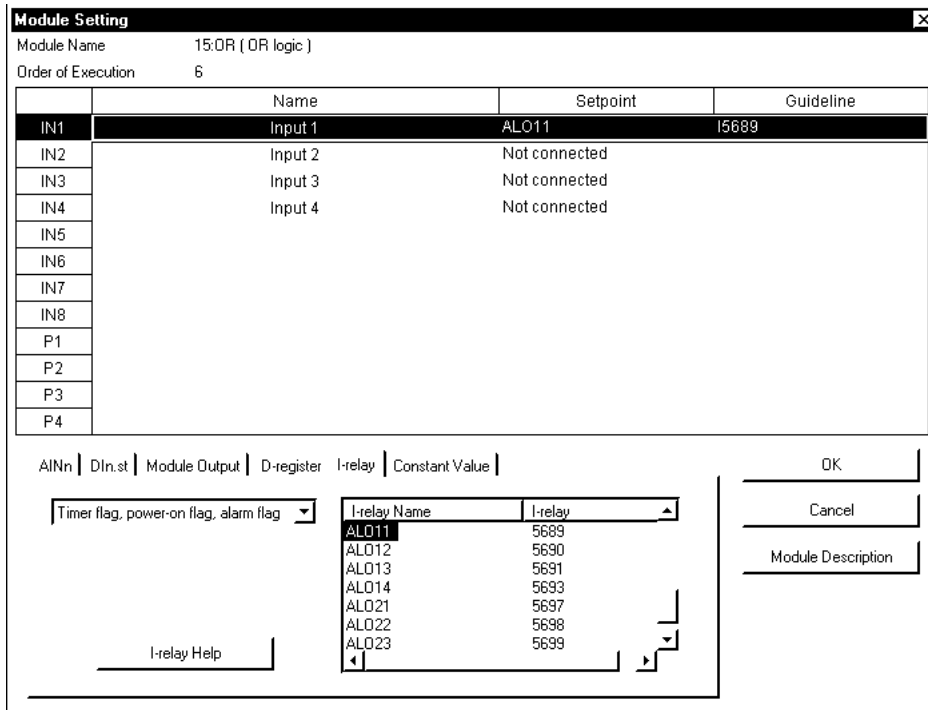 Module Setting
Module Name 15:OR ( OR logic )
Order of Execution 6
Name Setpoint Guideline
IN1 Input 1 ALO11 I5689
IN2 Input 2 Not connected
IN3 Input 3 Not connected
IN4 Input 4 Not connected
IN5
IN6
IN7
IN8
P1
P2
P3
P4
AINn DIn.st Module Output D-register I-relay Constant Value
OK
Timer flag, power-on flag, alarm flag
Cancel
Module Description
I-relay Name I-relay
ALO11 5689
ALO12 5690
ALO13 5691
ALO14 5693
ALO21 5697
ALO22 5698
ALO23 5699
I-relay Help